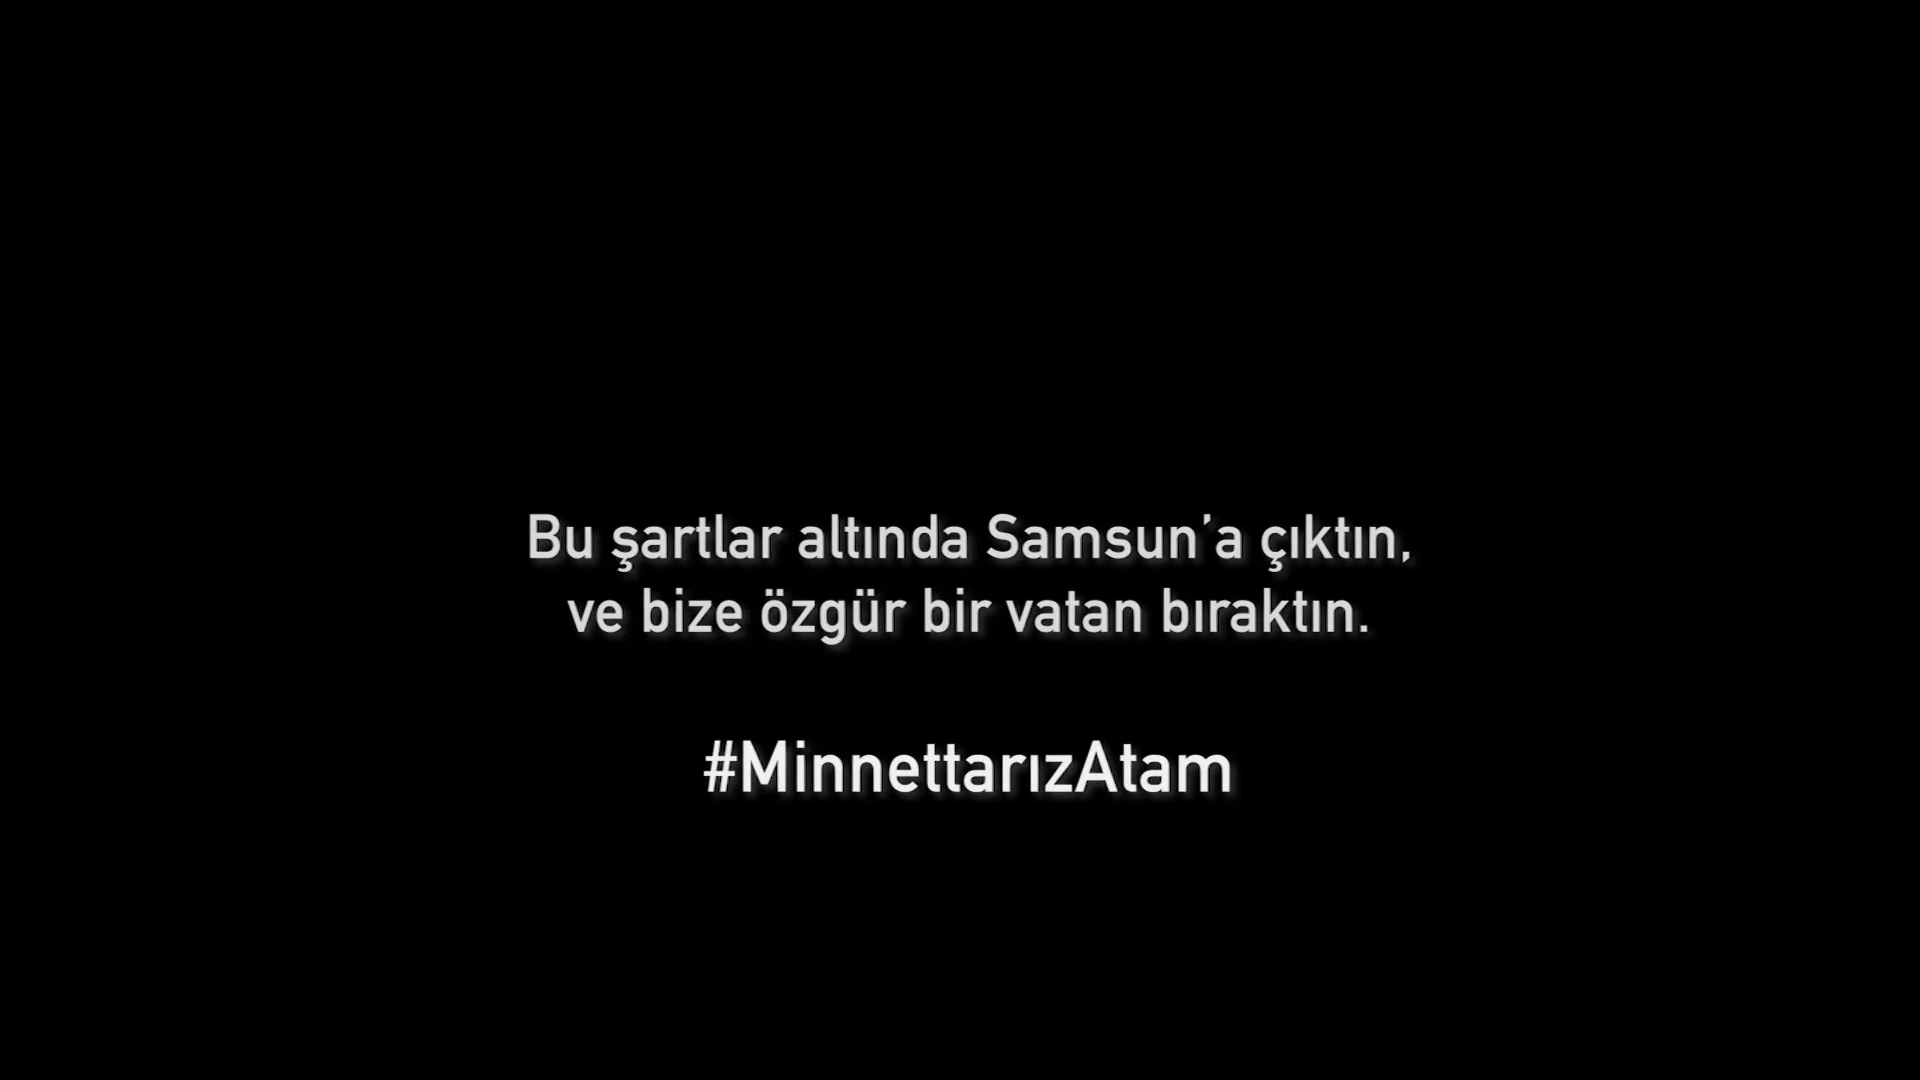 Bu şartlar altında Samsun’a çıktın,
ve bize özgür bir vatan bıraktın.
#MinnettarızAtam